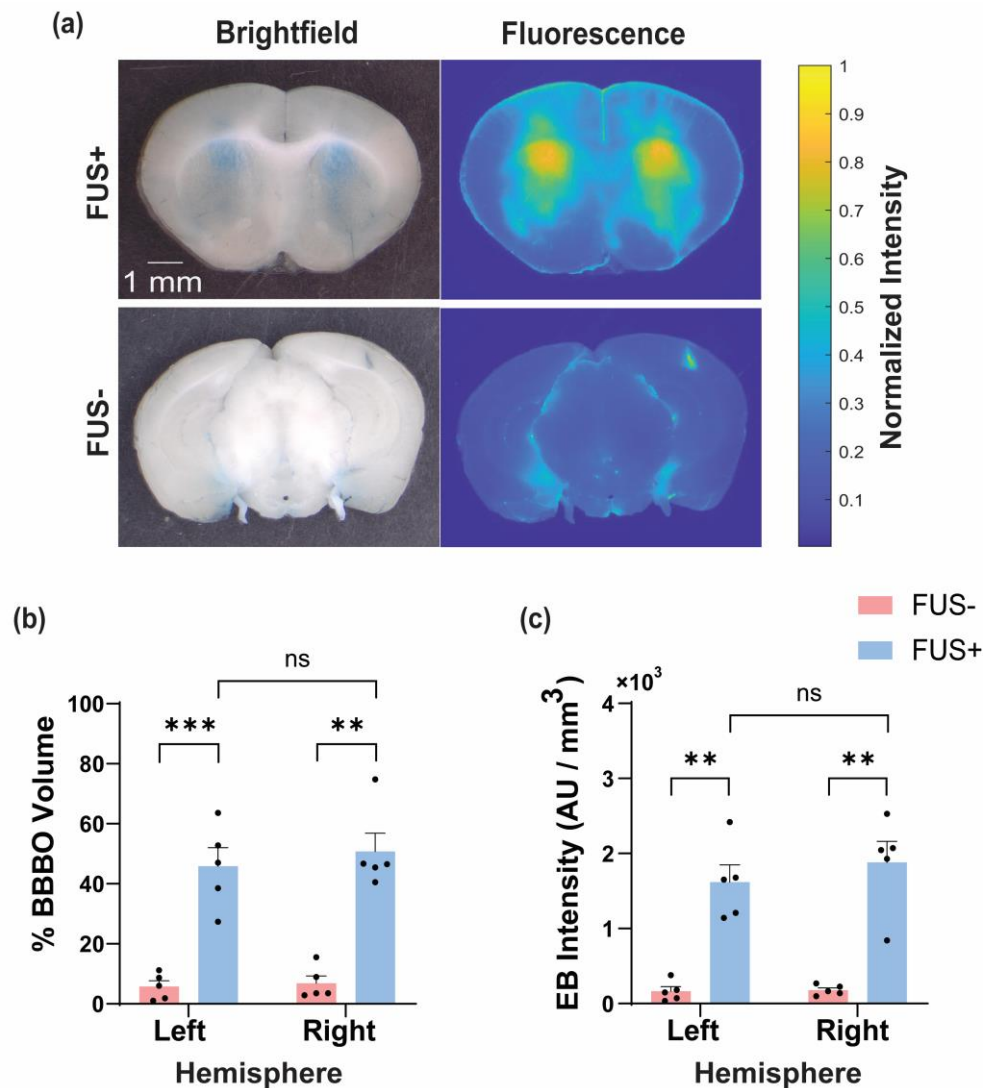 (a)
Brightfield
Fluorescence
FUS+
1 mm
FUS-
1
0.9
0.8
0.7
0.6
0.5
0.4
0.3
0.2
0.1
Normalized Intensity
FUS-
FUS+
(b)
ns
***
**
% BBBO Volume
100
80
60
40
20
0
Left
Right
Hemisphere
(c)
×10³
ns
**
**
EB Intensity (AU / mm³)
4
3
2
1
0
Left
Right
Hemisphere